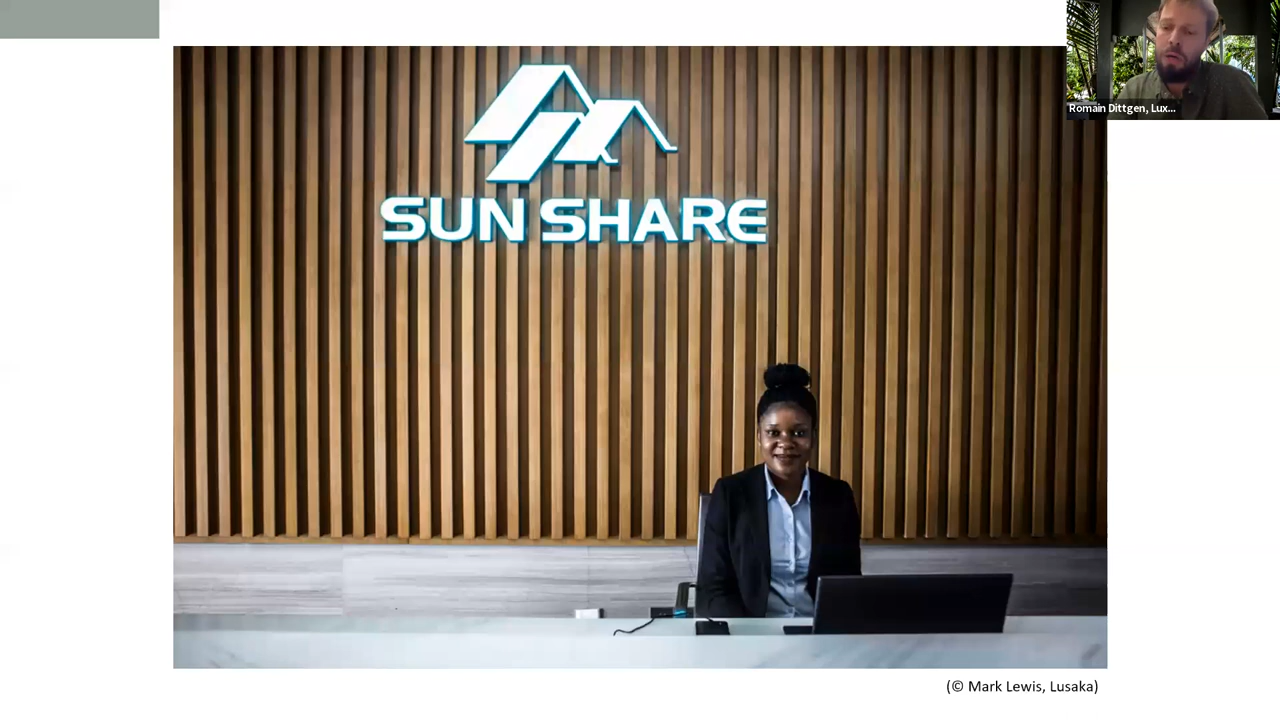 Romain Dittgen, Lux...
SUN SHARE
(© Mark Lewis, Lusaka)